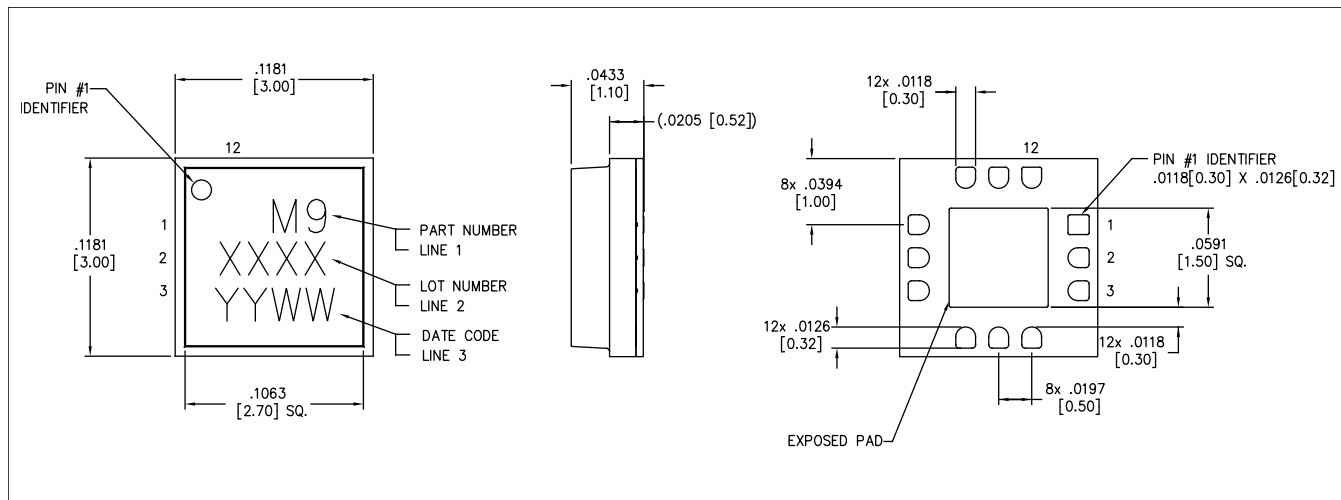 .1181
[3.00]
PIN #1
IDENTIFIER
12
1
2
3
.1181
[3.00]
M9
XXXX
YYWW
PART NUMBER
LINE 1
LOT NUMBER
LINE 2
DATE CODE
LINE 3
.1063
[2.70] SQ.
.0433
[1.10]
(.0205 [0.52])
12x .0118
[0.30]
12
PIN #1 IDENTIFIER
.0118[0.30] X .0126[0.32]
8x .0394
[1.00]
1
2
3
.0591
[1.50] SQ.
12x .0126
[0.32]
12x .0118
[0.30]
8x .0197
[0.50]
EXPOSED PAD